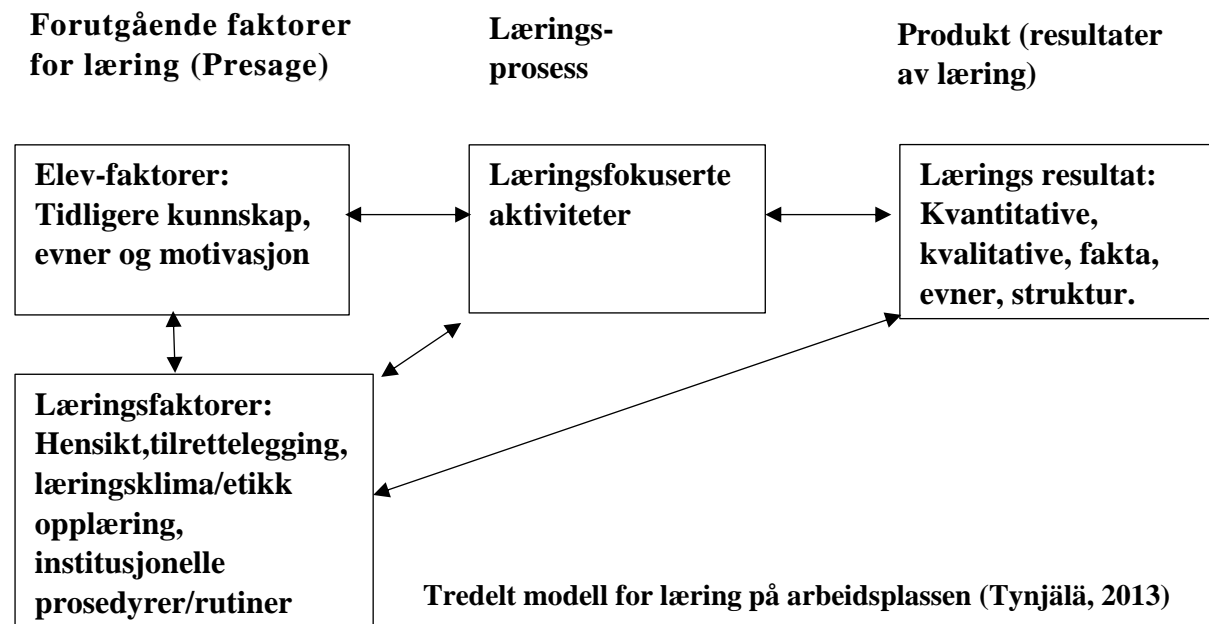 Forutgående faktorer
for læring (Presage)
Lærings-
prosess
Produkt (resultater
av læring)
Elev-faktorer:
Tidligere kunnskap,
evner og motivasjon
Læringsfokuserte
aktiviteter
Lærings resultat:
Kvantitative,
kvalitative, fakta,
evner, struktur.
Læringsfaktorer:
Hensikt,tilrettelegging,
læringsklima/etikk
opplæring,
institusjonelle
prosedyrer/rutiner
Tredelt modell for læring på arbeidsplassen (Tynjälä, 2013)